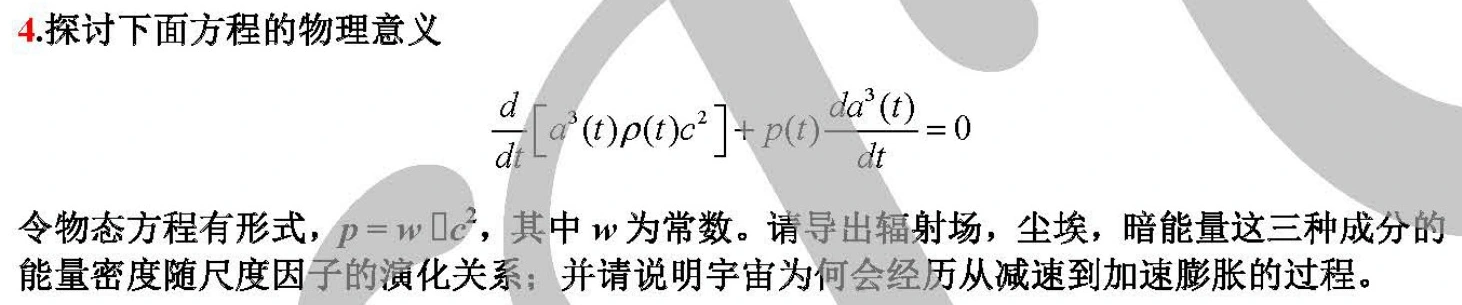 4.探讨下面方程的物理意义
d/dt[a³(t)ρ(t)c²]+p(t)da³(t)/dt=0
令物态方程有形式，p=w□c²，其中w为常数。请导出辐射场，尘埃，暗能量这三种成分的
能量密度随尺度因子的演化关系；并请说明宇宙为何会经历从减速到加速膨胀的过程。